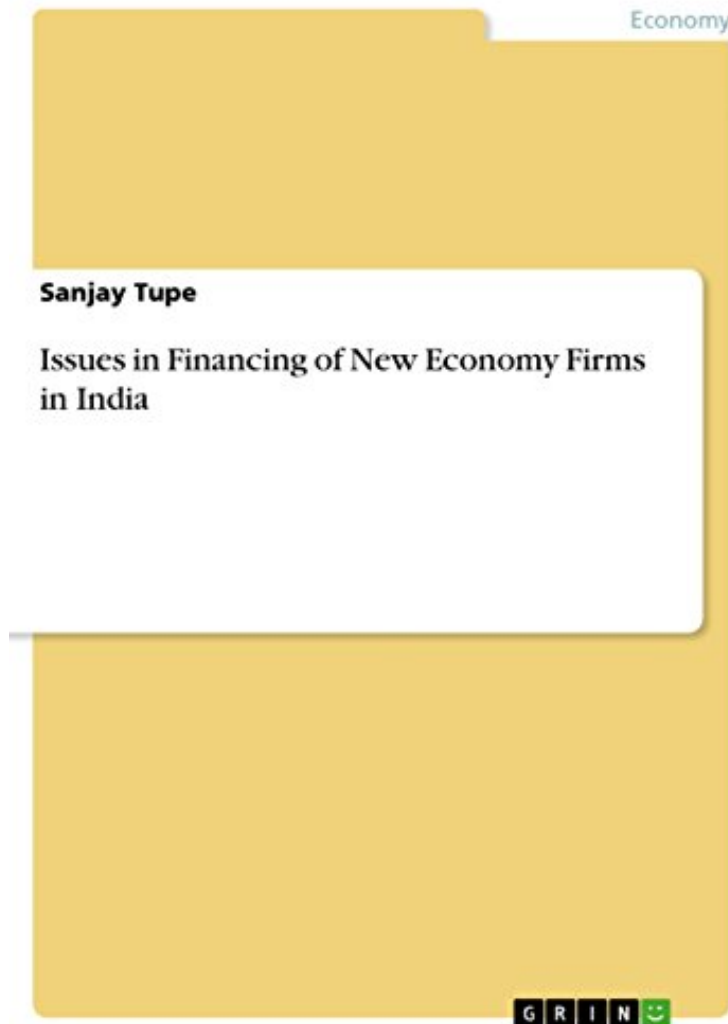 Economy
Sanjay Tupe
Issues in Financing of New Economy Firms
in India
GRIN